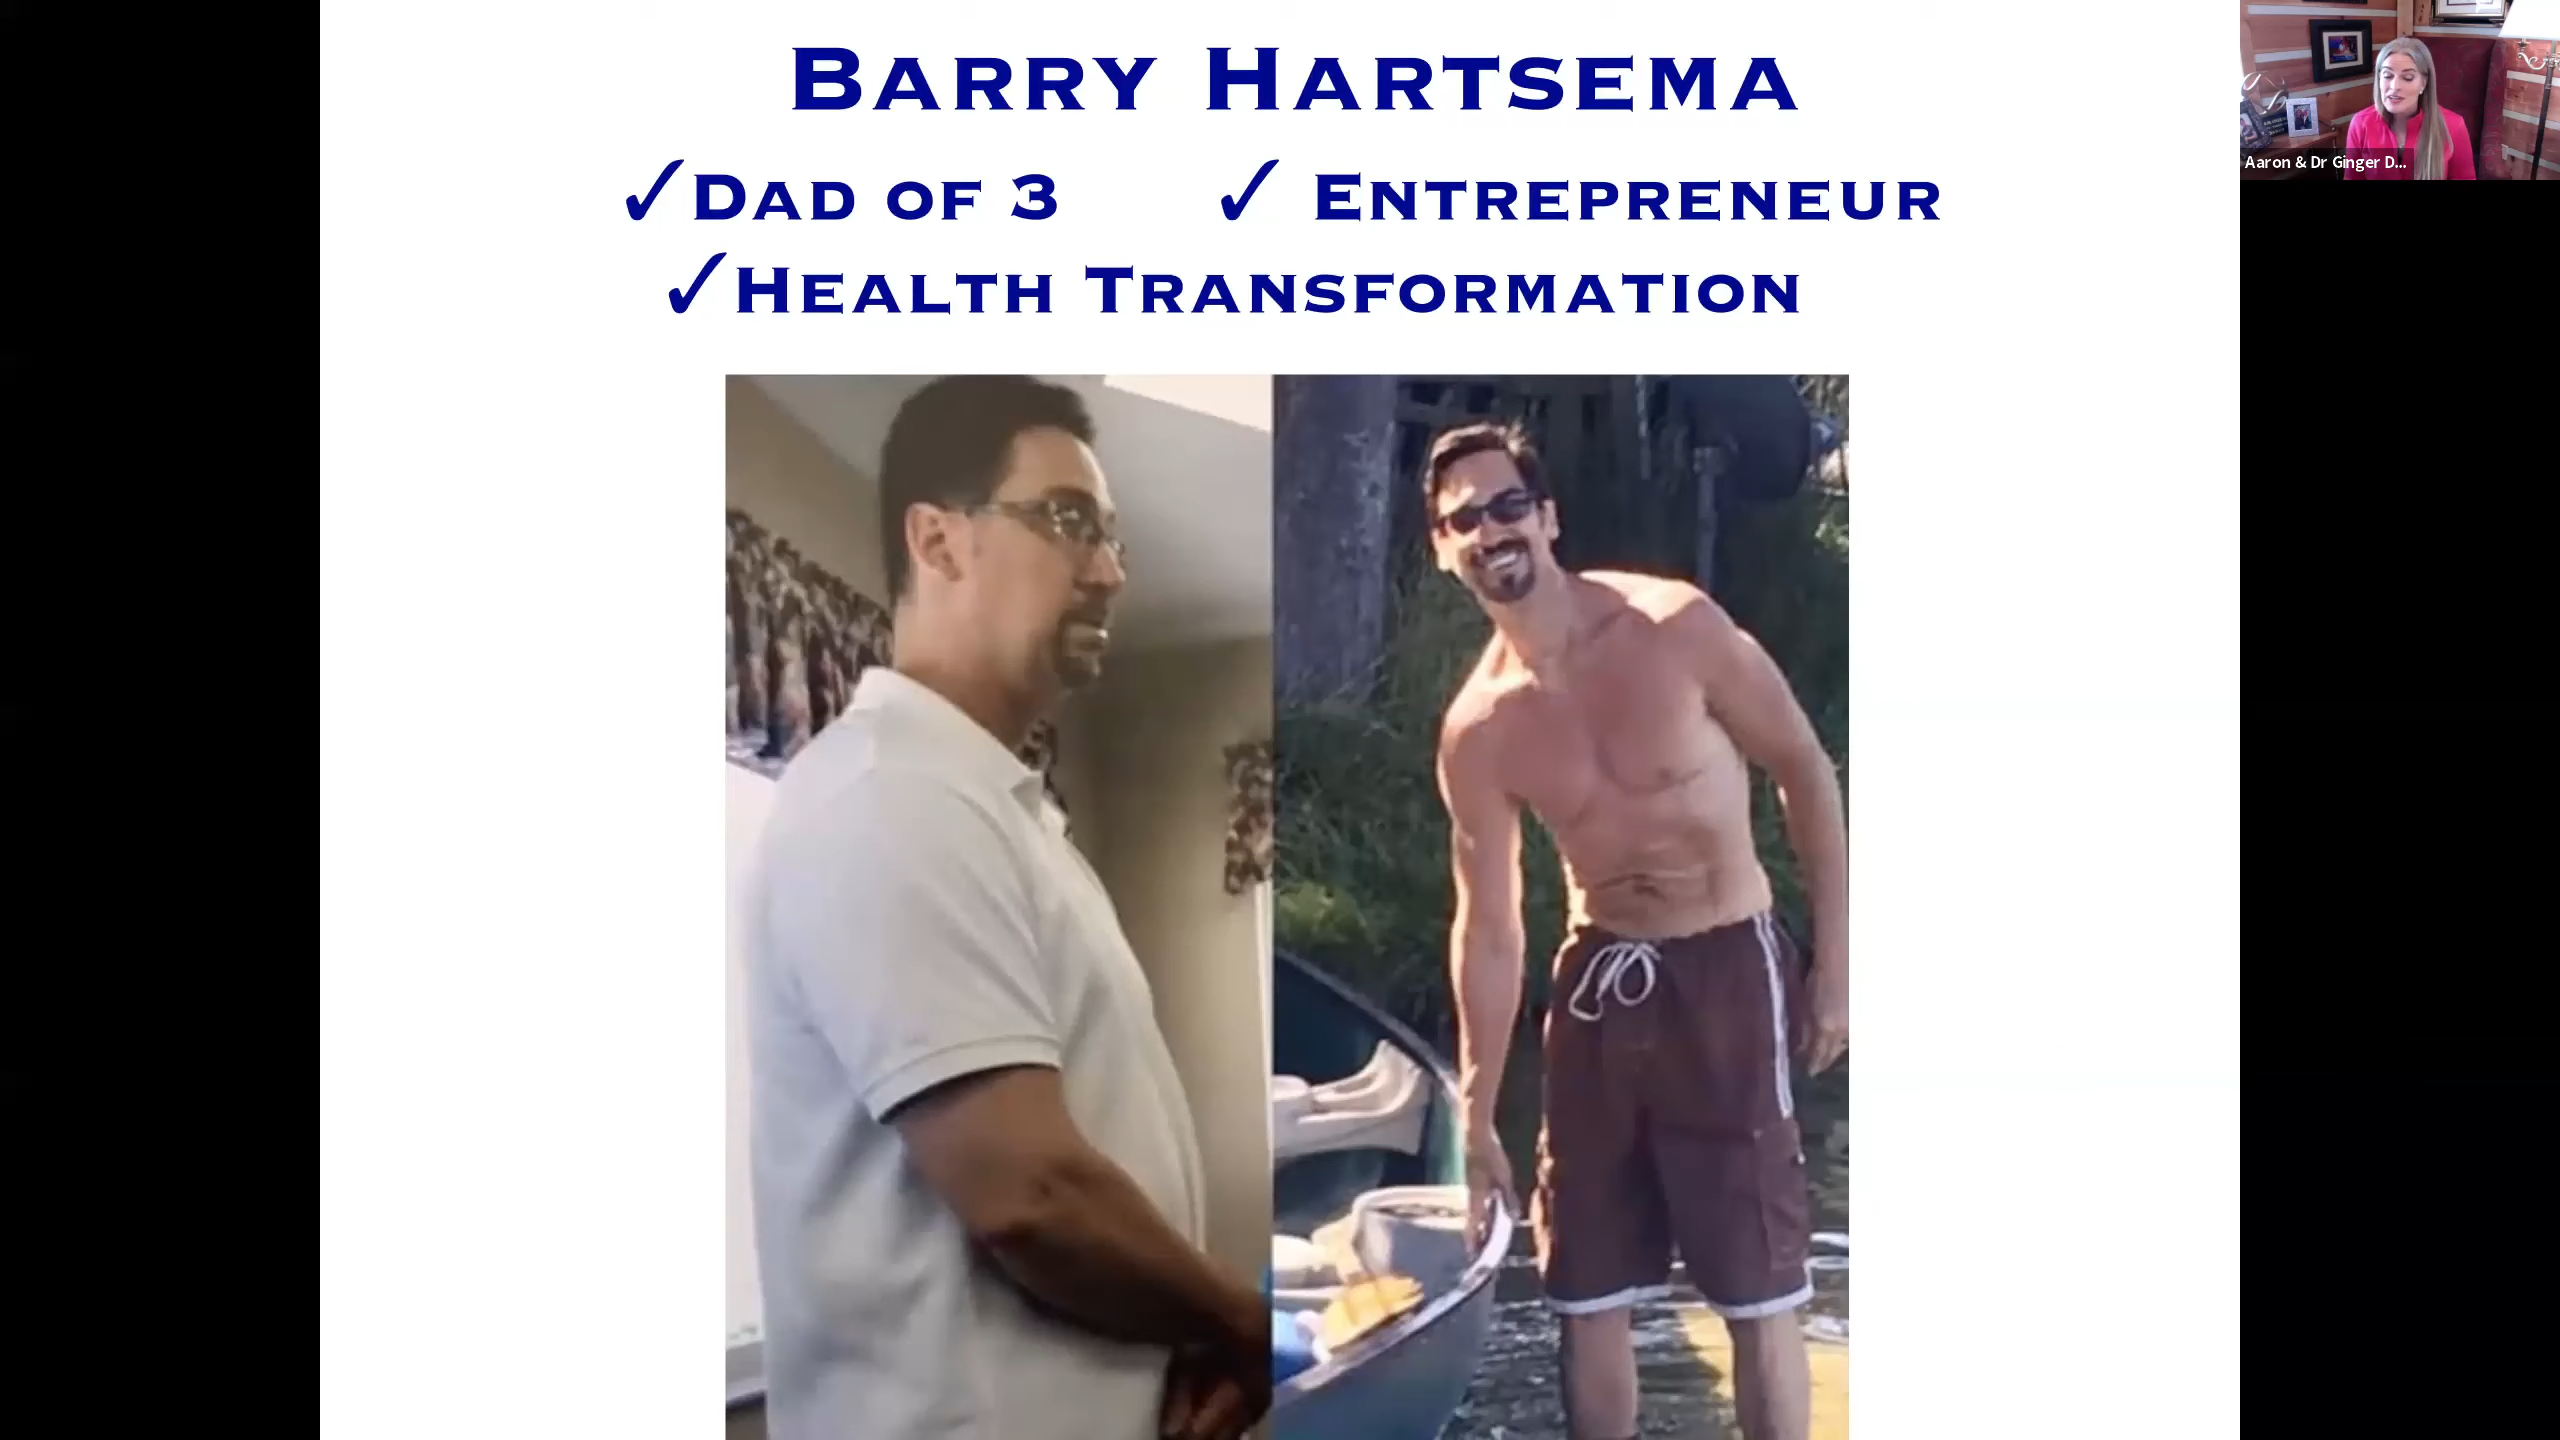 BARRY HARTSEMA
✓DAD OF 3 ✓ ENTREPRENEUR
✓HEALTH TRANSFORMATION
Aaron & Dr Ginger D...